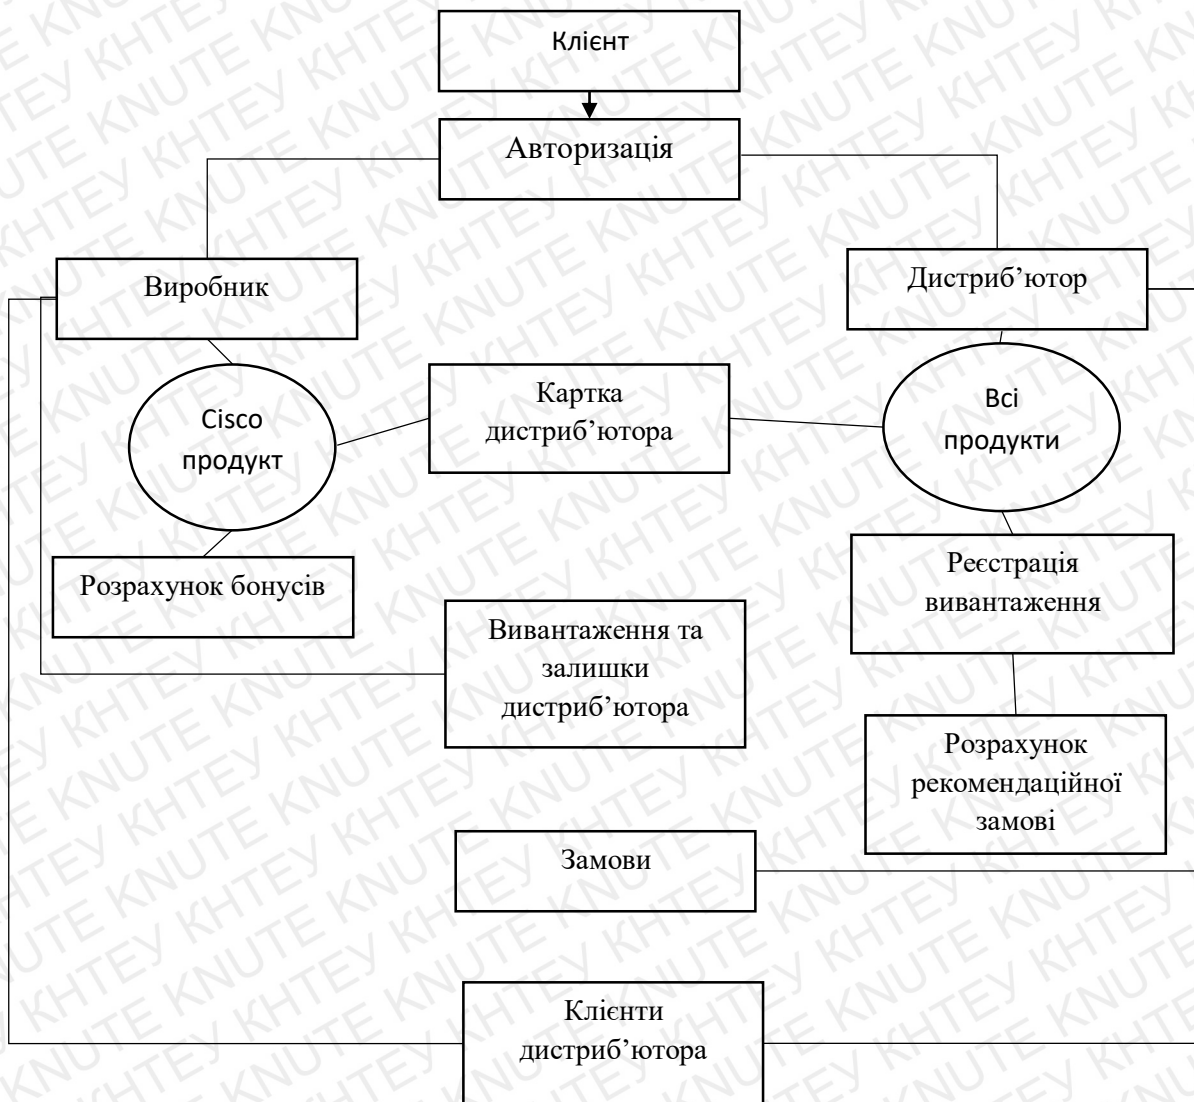 Клієнт
Авторизація
Виробник
Дистриб’ютор
Cisco
продукт
Картка
дистриб’ютора
Всі
продукти
Розрахунок бонусів
Реєстрація
вивантаження
Вивантаження та
залишки
дистриб’ютора
Розрахунок
рекомендаційної
замові
Замови
Клієнти
дистриб’ютора